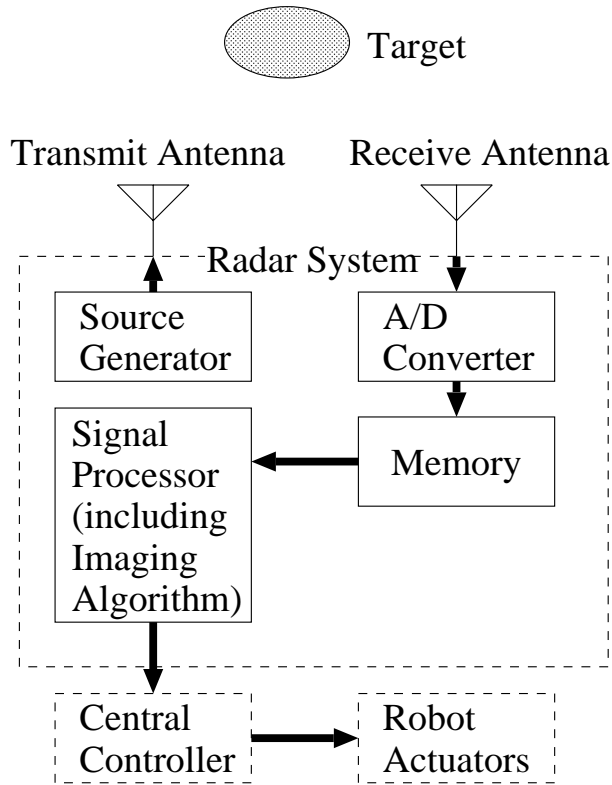 Target
Transmit Antenna
Receive Antenna
Radar System
Source
Generator
A/D
Converter
Signal
Processor
(including
Imaging
Algorithm)
Memory
Central
Controller
Robot
Actuators